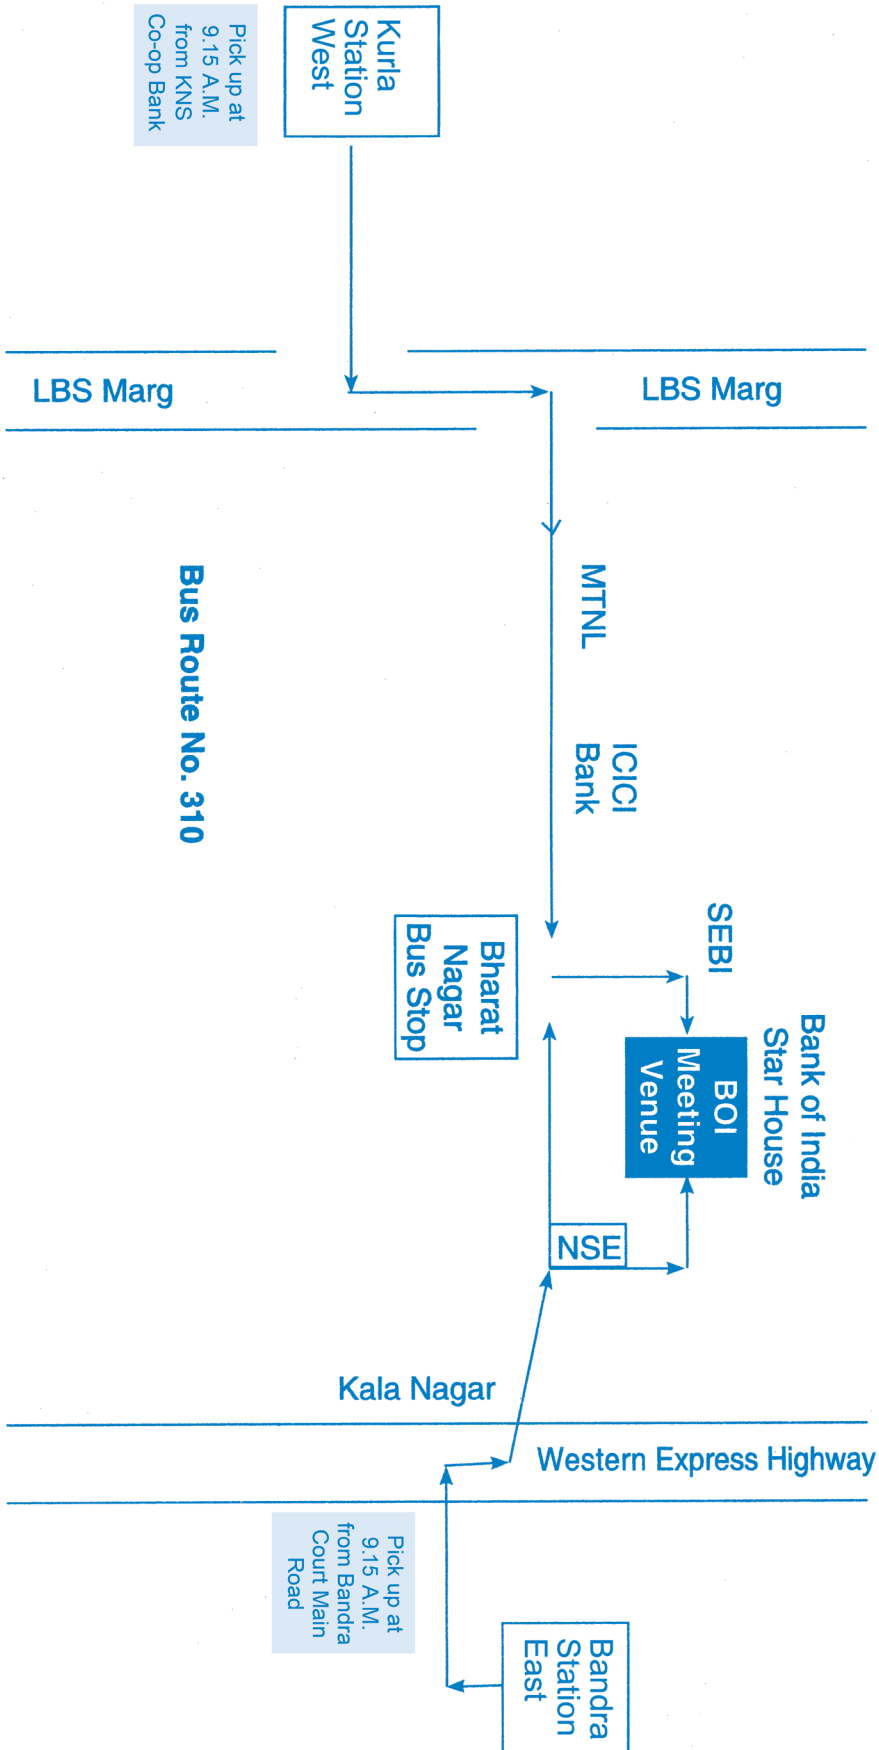 Kurla
Station
West
Pick up at
9.15 A.M.
from KNS
Co-op Bank
LBS Marg
LBS Marg
MTNL
ICICI
Bank
Bus Route No. 310
SEBI
Bharat
Nagar
Bus Stop
Bank of India
Star House
BOI
Meeting
Venue
NSE
Kala Nagar
Western Express Highway
Pick up at
9.15 A.M.
from Bandra
Court Main
Road
Bandra
Station
East